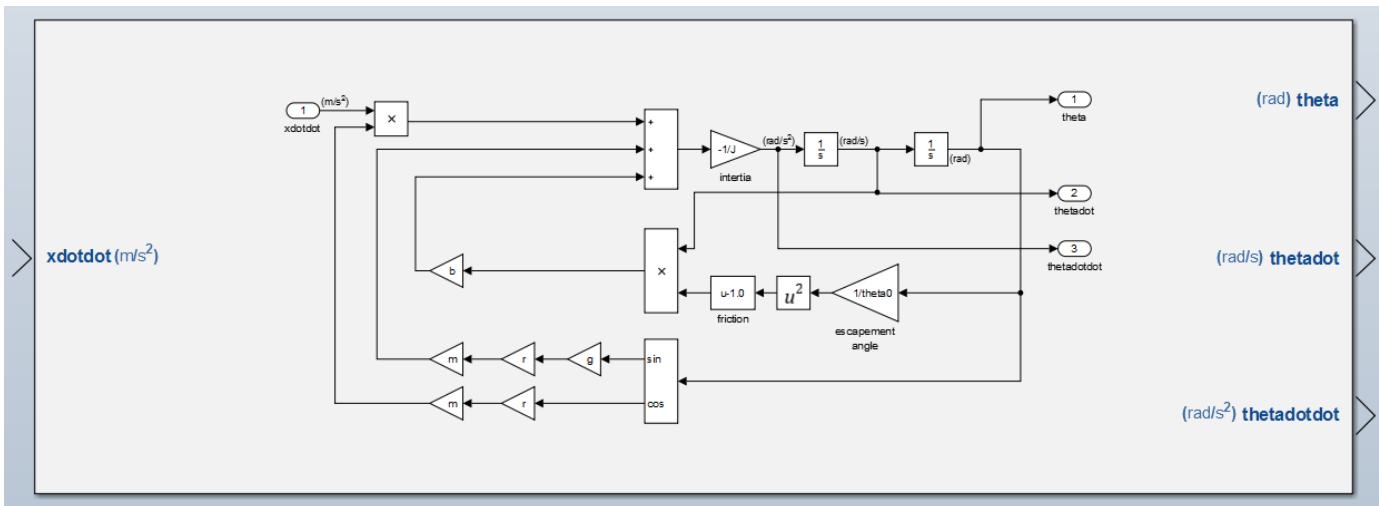 (rad) theta
1
(m/s²)
xdotdot
×
+
+
+
-1/J
intertia
(rad/s²)
1
s
(rad/s)
1
s
(rad)
1
theta
2
thetadot
3
thetadotdot
xdotdot (m/s²)
(rad/s) thetadot
b
×
u-1.0
friction
u²
1/theta0
escapement
angle
m
r
g
sin
m
r
cos
(rad/s²) thetadotdot